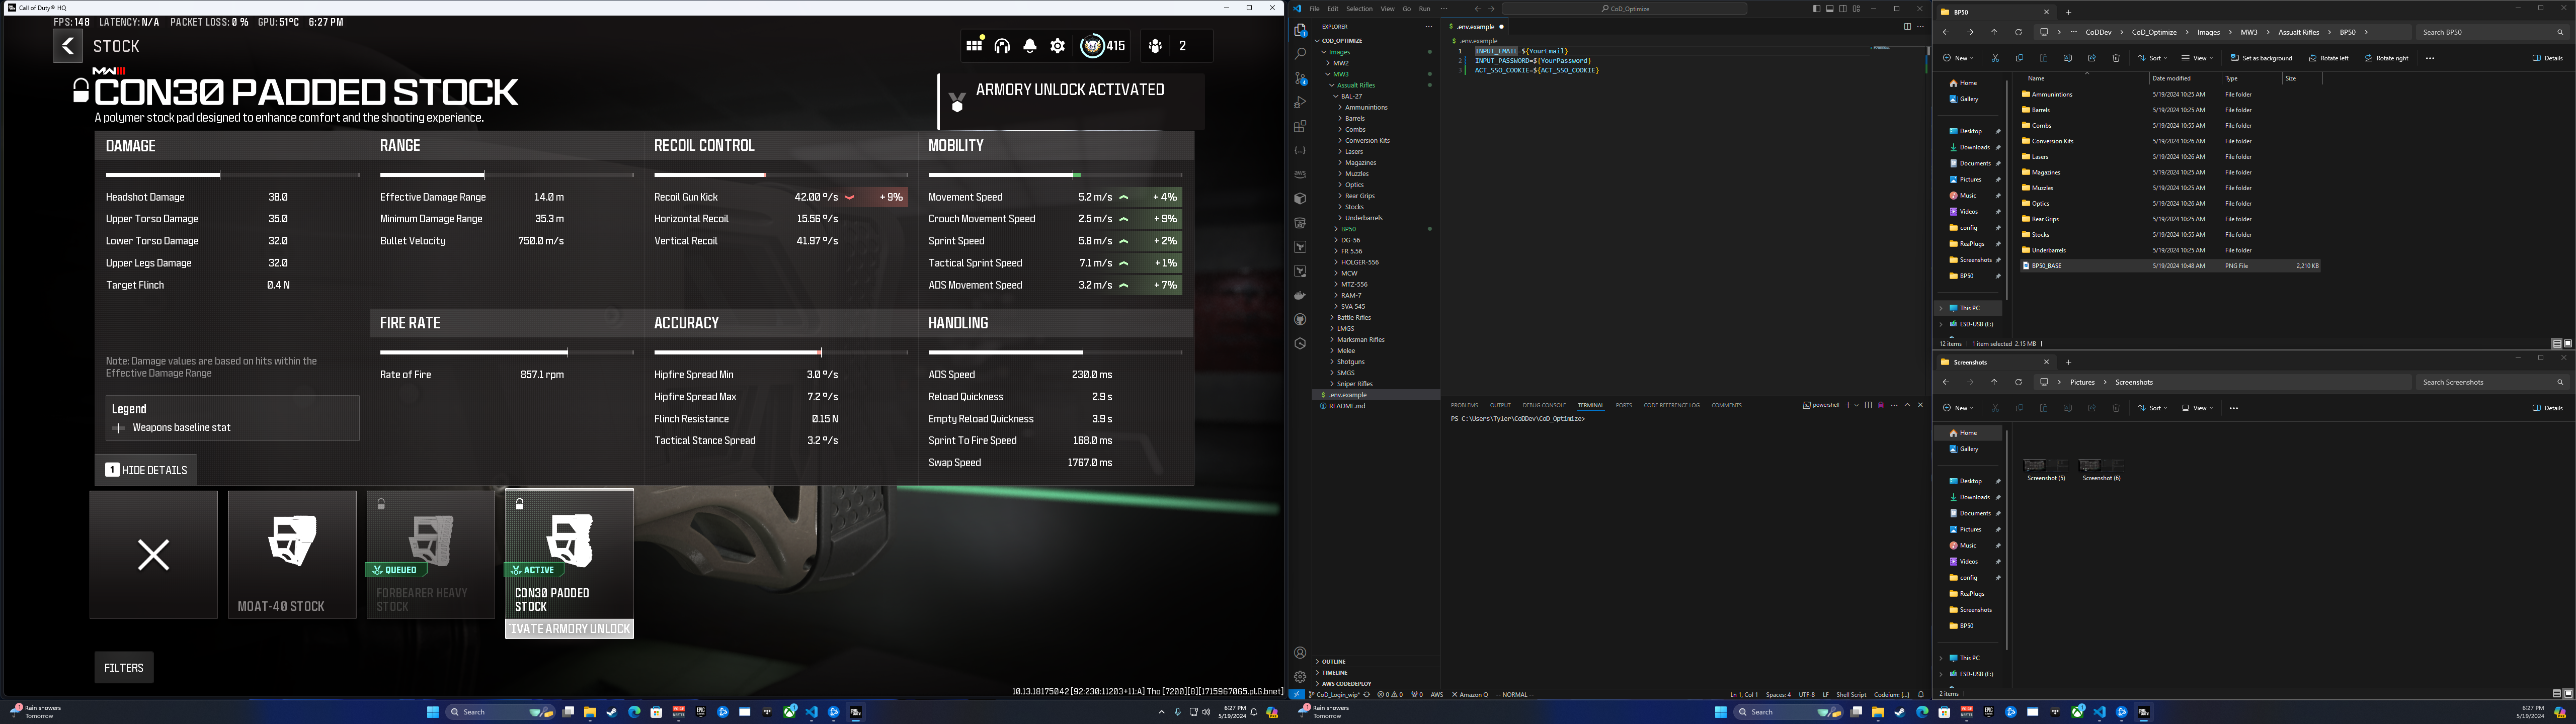 Call of Duty® HQ
FPS: 148 LATENCY: N/A PACKET LOSS: 0 % GPU: 51°C 6:27 PM
STOCK
415
2
MWIII
CON30 PADDED STOCK
A polymer stock pad designed to enhance comfort and the shooting experience.
ARMORY UNLOCK ACTIVATED
DAMAGE
Headshot Damage 38.0
Upper Torso Damage 35.0
Lower Torso Damage 32.0
Upper Legs Damage 32.0
Target Flinch 0.4 N
Note: Damage values are based on hits within the
Effective Damage Range
Legend
Weapons baseline stat
1 HIDE DETAILS
RANGE
Effective Damage Range 14.0 m
Minimum Damage Range 35.3 m
Bullet Velocity 750.0 m/s
RECOIL CONTROL
Recoil Gun Kick 42.00 º/s + 9%
Horizontal Recoil 15.56 º/s
Vertical Recoil 41.97 º/s
MOBILITY
Movement Speed 5.2 m/s + 4%
Crouch Movement Speed 2.5 m/s + 9%
Sprint Speed 5.8 m/s + 2%
Tactical Sprint Speed 7.1 m/s + 1%
ADS Movement Speed 3.2 m/s + 7%
FIRE RATE
Rate of Fire 857.1 rpm
ACCURACY
Hipfire Spread Min 3.0 º/s
Hipfire Spread Max 7.2 º/s
Flinch Resistance 0.15 N
Tactical Stance Spread 3.2 º/s
HANDLING
ADS Speed 230.0 ms
Reload Quickness 2.9 s
Empty Reload Quickness 3.9 s
Sprint To Fire Speed 168.0 ms
Swap Speed 1767.0 ms
MOAT-40 STOCK
QUEUED
FORBEARER HEAVY
STOCK
ACTIVE
CON30 PADDED
STOCK
IVATE ARMORY UNLOCK
FILTERS
10.13.18175042 [92:230:11203+11:A] Tho [7200][8][1715967065.pl.G.bnet]
File Edit Selection View Go Run ···
CoD_Optimize
EXPLORER ···
COD_OPTIMIZE
Images
MW2
MW3
Assualt Rifles
BAL-27
Ammunintions
Barrels
Combs
Conversion Kits
Lasers
Magazines
Muzzles
Optics
Rear Grips
Stocks
Underbarrels
BP50
DG-56
FR 5.56
HOLGER-556
MCW
MTZ-556
RAM-7
SVA 545
Battle Rifles
LMGS
Marksman Rifles
Melee
Shotguns
SMGS
Sniper Rifles
$ .env.example
README.md
OUTLINE
TIMELINE
AWS CODEDEPLOY
$ .env.example
$ .env.example
1 INPUT_EMAIL=${YourEmail}
2 INPUT_PASSWORD=${YourPassword}
3 ACT_SSO_COOKIE=${ACT_SSO_COOKIE}
PROBLEMS OUTPUT DEBUG CONSOLE TERMINAL PORTS CODE REFERENCE LOG COMMENTS
powershell
PS C:\Users\Tyler\CoDDev\CoD_Optimize>
CoD_Login_wip* 0 0 0 AWS Amazon Q -- NORMAL --
Ln 1, Col 1 Spaces: 4 UTF-8 LF Shell Script Codeium: {...}
BP50
··· CoDDev > CoD_Optimize > Images > MW3 > Assualt Rifles > BP50 >
Search BP50
New Sort View Set as background Rotate left Rotate right ··· Details
Home
Gallery
Desktop
Downloads
Documents
Pictures
Music
Videos
config
ReaPlugs
Screenshots
BP50
This PC
ESD-USB (E:)
Name Date modified Type Size
Ammunintions 5/19/2024 10:25 AM File folder
Barrels 5/19/2024 10:25 AM File folder
Combs 5/19/2024 10:55 AM File folder
Conversion Kits 5/19/2024 10:26 AM File folder
Lasers 5/19/2024 10:26 AM File folder
Magazines 5/19/2024 10:25 AM File folder
Muzzles 5/19/2024 10:25 AM File folder
Optics 5/19/2024 10:26 AM File folder
Rear Grips 5/19/2024 10:25 AM File folder
Stocks 5/19/2024 10:55 AM File folder
Underbarrels 5/19/2024 10:25 AM File folder
BP50_BASE 5/19/2024 10:48 AM PNG File 2,210 KB
12 items 1 item selected 2.15 MB
Screenshots
Pictures > Screenshots
Search Screenshots
New Sort View ··· Details
Home
Gallery
Desktop
Downloads
Documents
Pictures
Music
Videos
config
ReaPlugs
Screenshots
BP50
This PC
ESD-USB (E:)
Screenshot (5)
Screenshot (6)
2 items
Rain showers
Tomorrow
Search
6:27 PM
5/19/2024
Rain showers
Tomorrow
Search
6:27 PM
5/19/2024